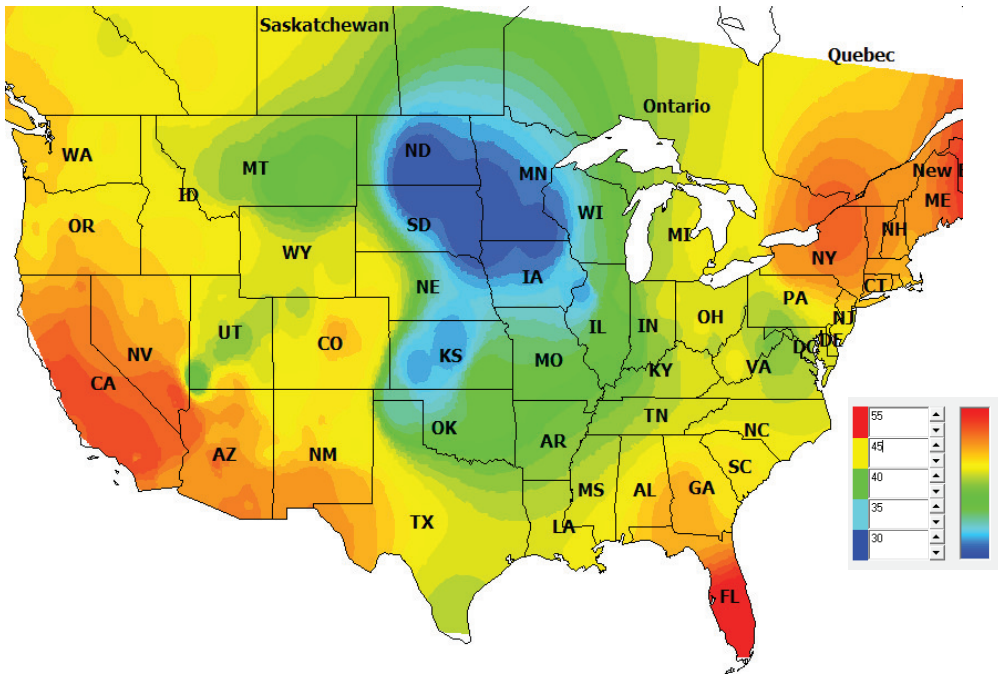 Saskatchewan
Quebec
Ontario
WA
MT
ND
MN
ID
OR
SD
WI
MI
New
ME
NH
WY
NY
NE
IA
CT
PA
UT
NV
CO
KS
IL
IN
OH
NJ
DC
DE
MO
CA
KY
VA
AZ
NM
OK
AR
TN
NC
SC
MS
AL
GA
TX
LA
FL
55
45
40
35
30